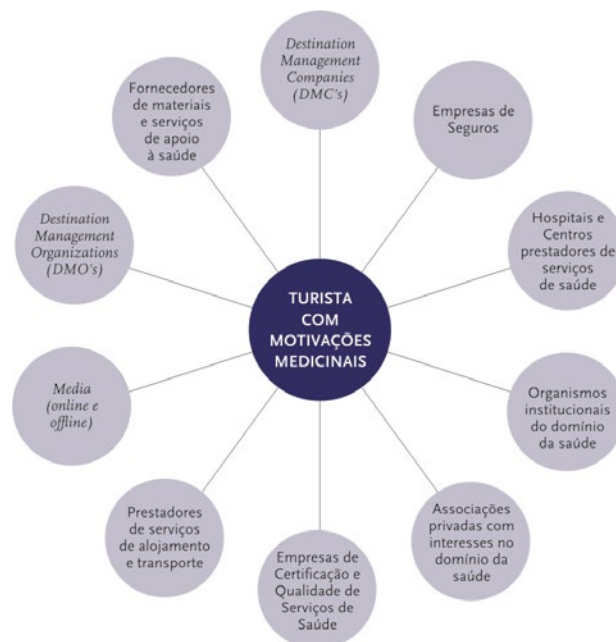 Destination
Management
Companies
(DMC's)
Empresas de
Seguros
Hospitais e
Centros
prestadores de
serviços
de saúde
Organismos
institucionais
do domínio
da saúde
Associações
privadas com
interesses no
domínio da
saúde
Empresas de
Certificação e
Qualidade de
Serviços de
Saúde
Prestadores
de serviços
de alojamento
e transporte
Media
(online e
offline)
Destination
Management
Organizations
(DMO's)
Fornecedores
de materiais
e serviços
de apoio
à saúde
TURISTA
COM
MOTIVAÇÕES
MEDICINAIS